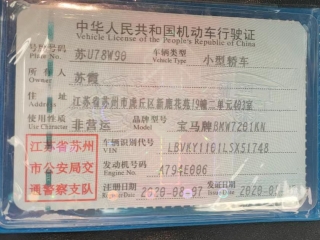 中华人民共和国机动车行驶证
Vehicle License of the People's Republic of China
号牌号码 苏U78W90 车辆类型 小型轿车
Plate No. Vehicle Type
所有人 苏霞
Owner
住址 江苏省苏州市虎丘区新鹿花苑19幢二单元403室
Address
使用性质 非营运 品牌型号 宝马牌BMW7201KN
Use Character Model
江苏省苏州市公安局交通警察支队
车辆识别代号 LBVKY1101LSX51748
VIN
发动机号码 A794E006
Engine No.
注册日期 2020-08-07 发证日期 2020-0
Register Date Issue Date